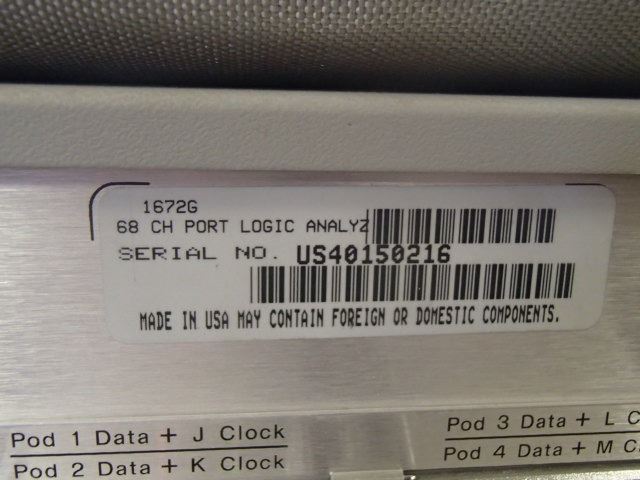 1672G
68 CH PORT LOGIC ANALYZ
SERIAL NO. US40150216
MADE IN USA MAY CONTAIN FOREIGN OR DOMESTIC COMPONENTS.
Pod 1 Data + J Clock
Pod 2 Data + K Clock
Pod 3 Data + L C
Pod 4 Data + M C